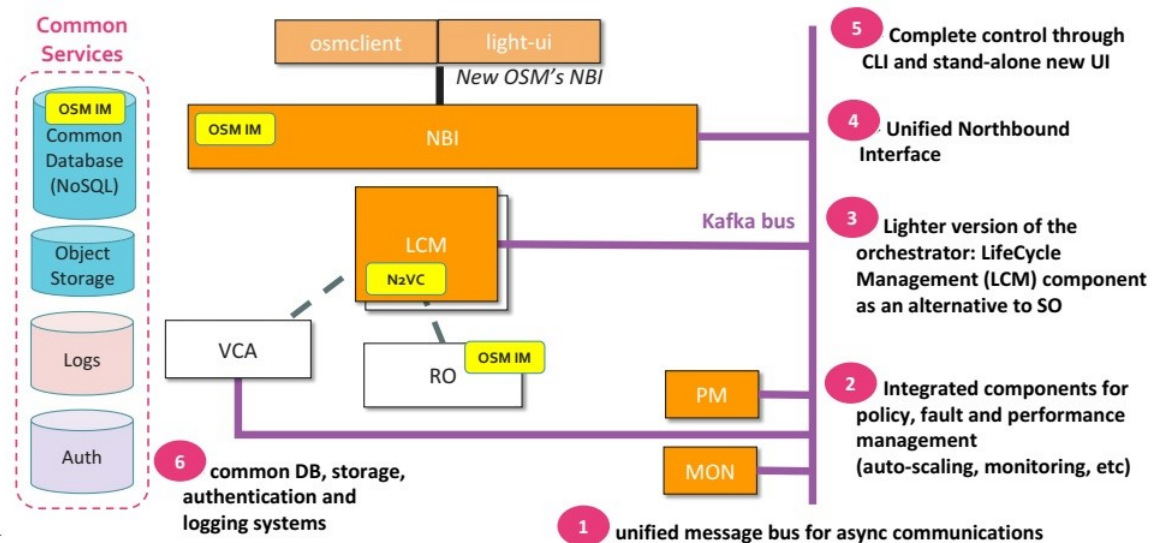 Common
Services
OSM IM
Common
Database
(NoSQL)
Object
Storage
Logs
Auth
osmclient
light-ui
New OSM's NBI
OSM IM
NBI
LCM
N2VC
Kafka bus
VCA
RO
OSM IM
PM
MON
5 Complete control through
CLI and stand-alone new UI
4 Unified Northbound
Interface
3 Lighter version of the
orchestrator: LifeCycle
Management (LCM) component
as an alternative to SO
2 Integrated components for
policy, fault and performance
management
(auto-scaling, monitoring, etc)
6 common DB, storage,
authentication and
logging systems
1 unified message bus for async communications